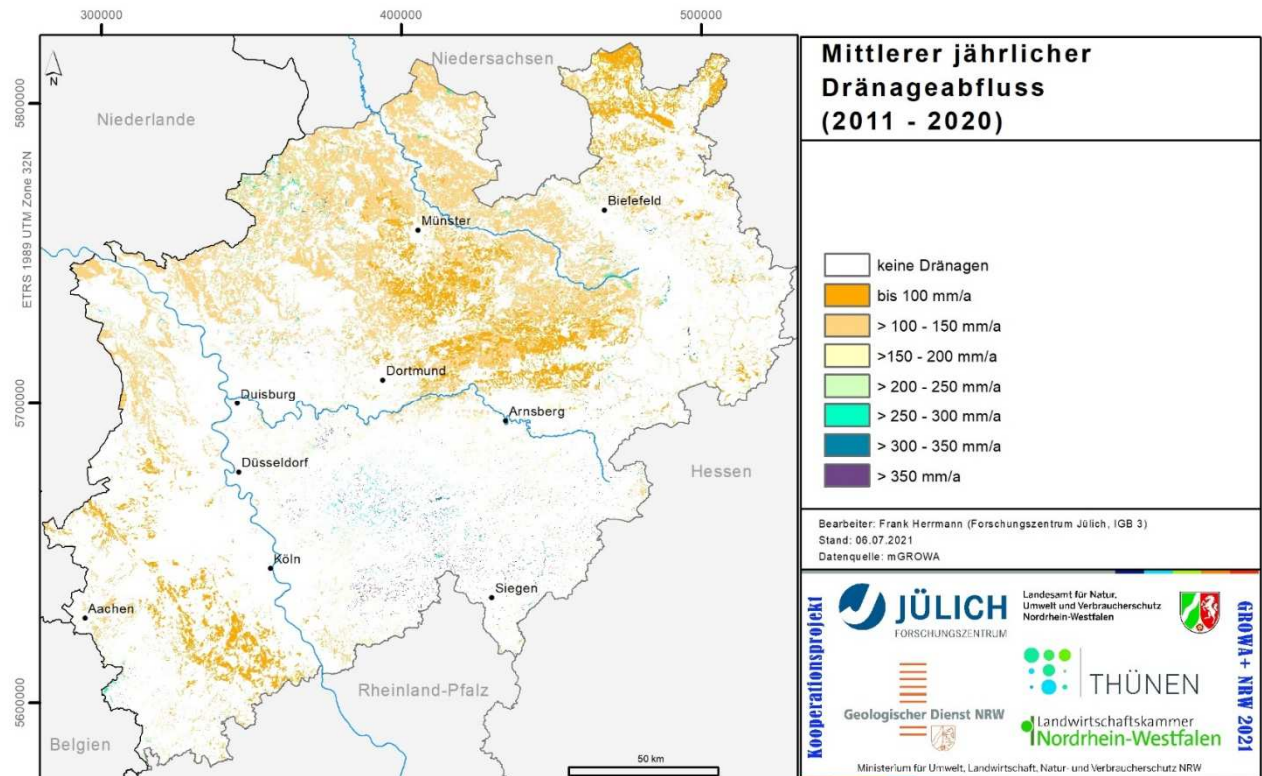 300000
400000
500000
5800000
5700000
5600000
ETRS 1989 UTM Zone 32N
N
Niedersachsen
Niederlande
Bielefeld
Münster
Dortmund
Duisburg
Arnsberg
Düsseldorf
Hessen
Köln
Siegen
Aachen
Rheinland-Pfalz
Belgien
50 km
Mittlerer jährlicher
Dränageabfluss
(2011 - 2020)
keine Dränagen
bis 100 mm/a
> 100 - 150 mm/a
>150 - 200 mm/a
> 200 - 250 mm/a
> 250 - 300 mm/a
> 300 - 350 mm/a
> 350 mm/a
Bearbeiter: Frank Herrmann (Forschungszentrum Jülich, IGB 3)
Stand: 06.07.2021
Datenquelle: mGROWA
Kooperationsprojekt
JÜLICH
FORSCHUNGSZENTRUM
Landesamt für Natur,
Umwelt und Verbraucherschutz
Nordrhein-Westfalen
THÜNEN
Geologischer Dienst NRW
Landwirtschaftskammer
Nordrhein-Westfalen
GROWA+ NRW 2021
Ministerium für Umwelt, Landwirtschaft, Natur- und Verbraucherschutz NRW